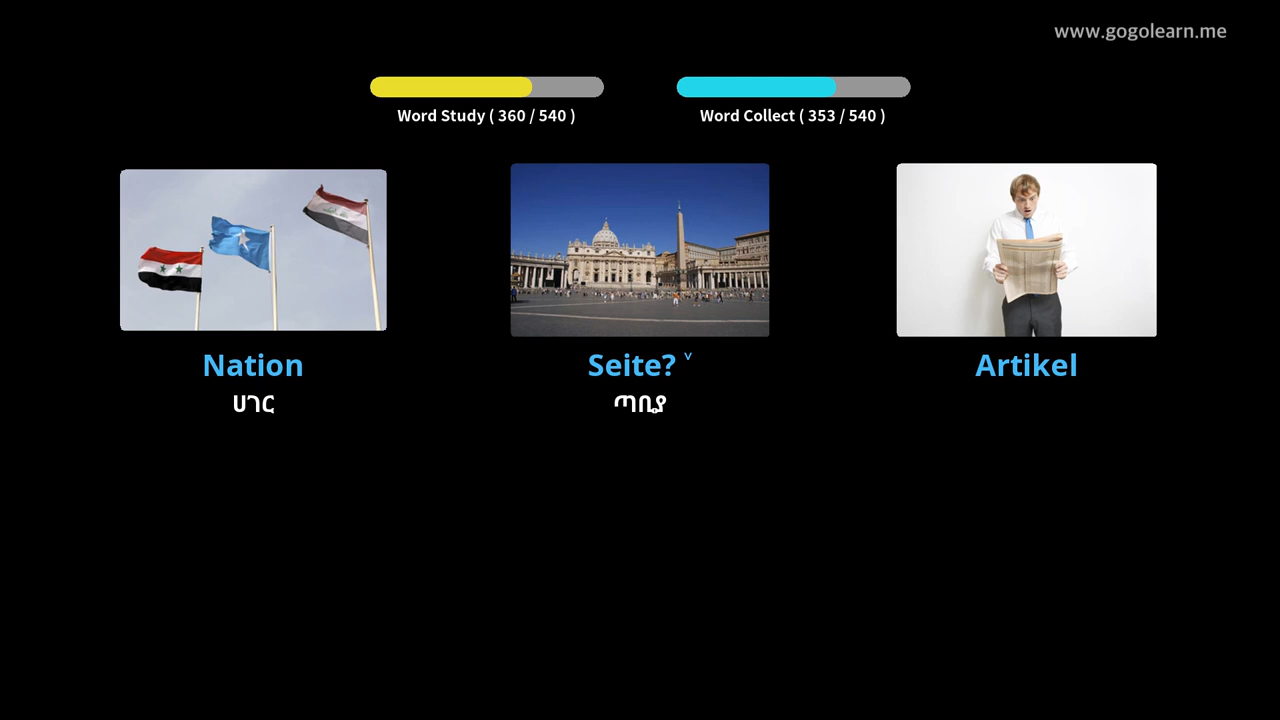 www.gogolearn.me
Word Study ( 360 / 540 )
Word Collect ( 353 / 540 )
Nation
Seite? ˅
Artikel
ሀገር
ጣቢያ